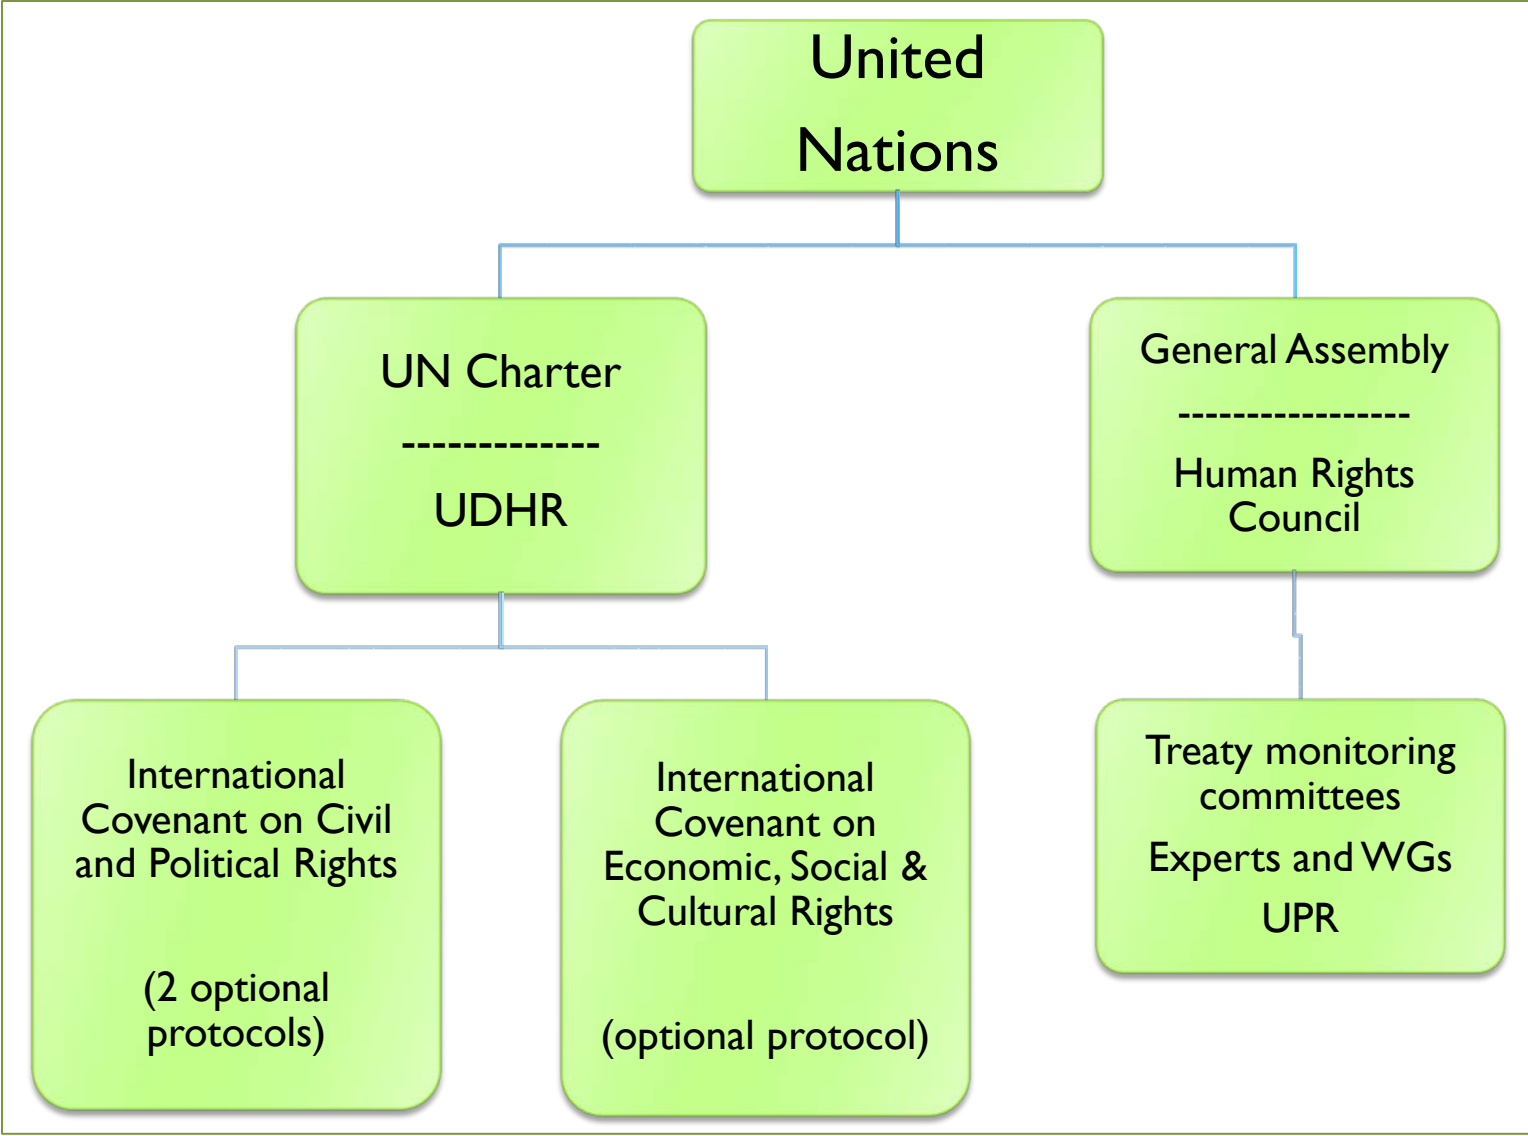 United
Nations
UN Charter
-------------
UDHR
General Assembly
-----------------
Human Rights
Council
International
Covenant on Civil
and Political Rights
(2 optional
protocols)
International
Covenant on
Economic, Social &
Cultural Rights
(optional protocol)
Treaty monitoring
committees
Experts and WGs
UPR